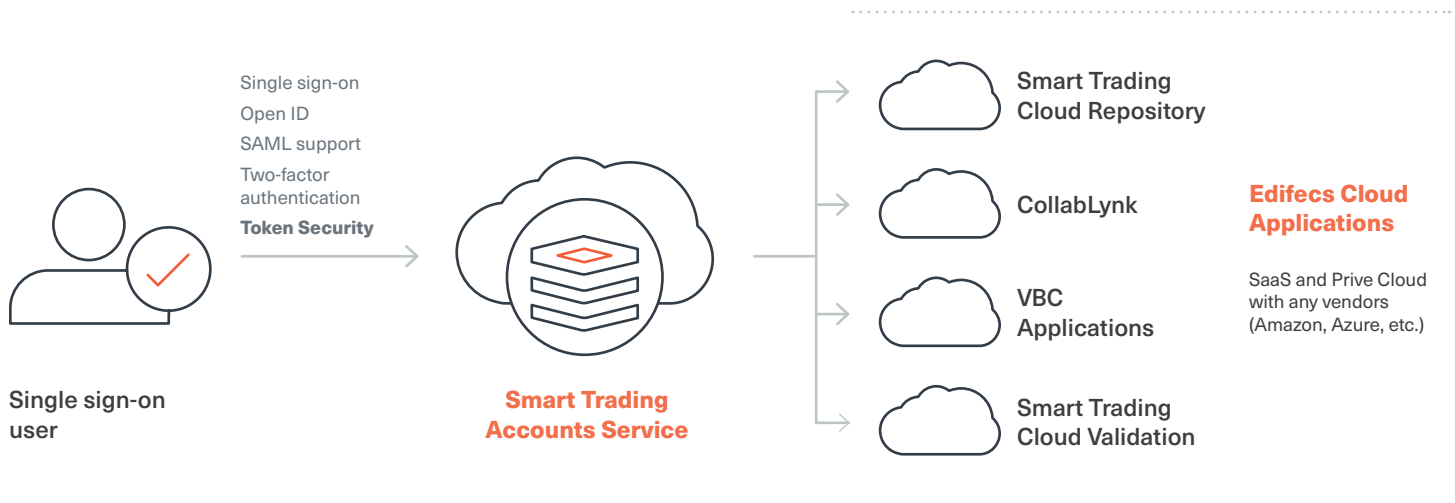 Single sign-on
Open ID
SAML support
Two-factor
authentication
Token Security
Single sign-on
user
Smart Trading
Accounts Service
Smart Trading
Cloud Repository
CollabLynk
VBC
Applications
Smart Trading
Cloud Validation
Edifecs Cloud
Applications
SaaS and Prive Cloud
with any vendors
(Amazon, Azure, etc.)